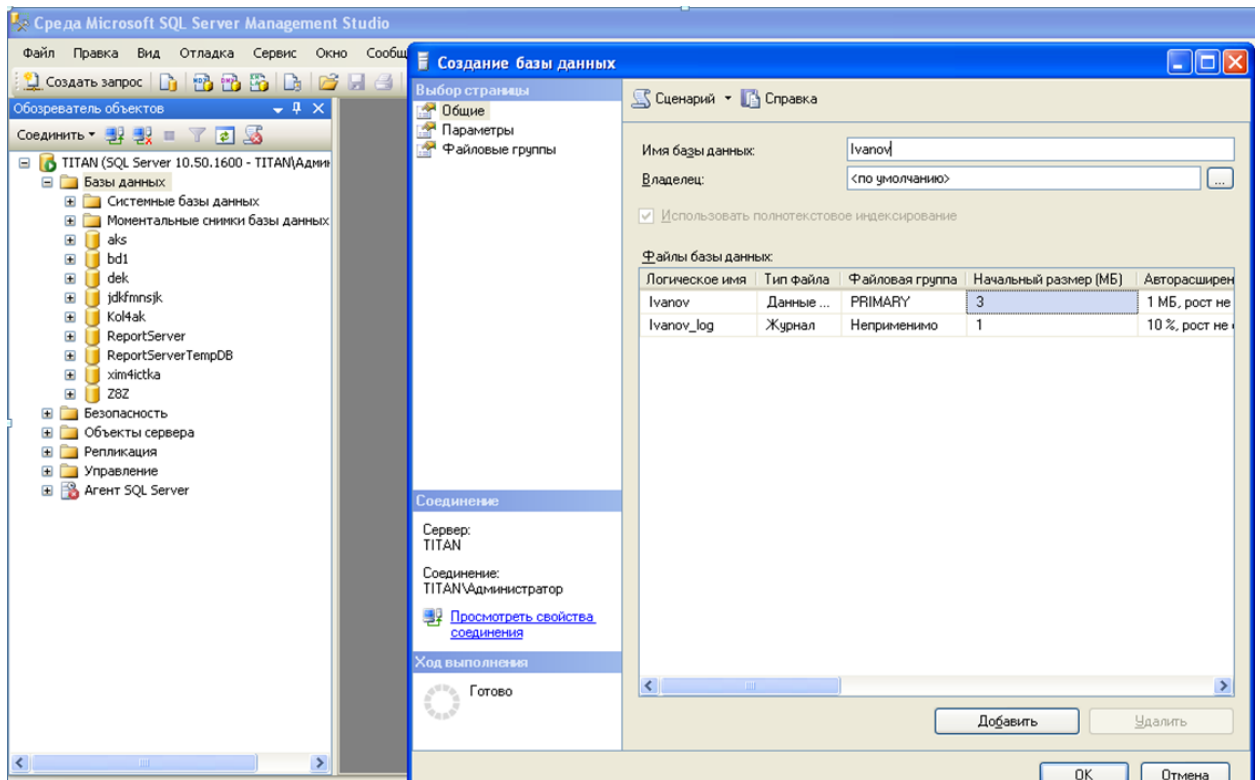 Среда Microsoft SQL Server Management Studio
Файл Правка Вид Отладка Сервис Окно Сообщ
Создать запрос
Обозреватель объектов
Соединить
TITAN (SQL Server 10.50.1600 - TITAN\Админ
Базы данных
Системные базы данных
Моментальные снимки базы данных
aks
bd1
dek
jdkfmnsjk
Kol4ak
ReportServer
ReportServerTempDB
xim4ictka
Z8Z
Безопасность
Объекты сервера
Репликация
Управление
Агент SQL Server
Создание базы данных
Выбор страницы
Общие
Параметры
Файловые группы
Соединение
Сервер:
TITAN
Соединение:
TITAN\Администратор
Просмотреть свойства
соединения
Ход выполнения
Готово
Сценарий Справка
Имя базы данных: Ivanov
Владелец: <по умолчанию> ...
Использовать полнотекстовое индексирование
Файлы базы данных:
Логическое имя Тип файла Файловая группа Начальный размер (МБ) Авторасширен
Ivanov Данные ... PRIMARY 3 1 МБ, рост не
Ivanov_log Журнал Неприменимо 1 10 %, рост не
Добавить Удалить
OK Отмена